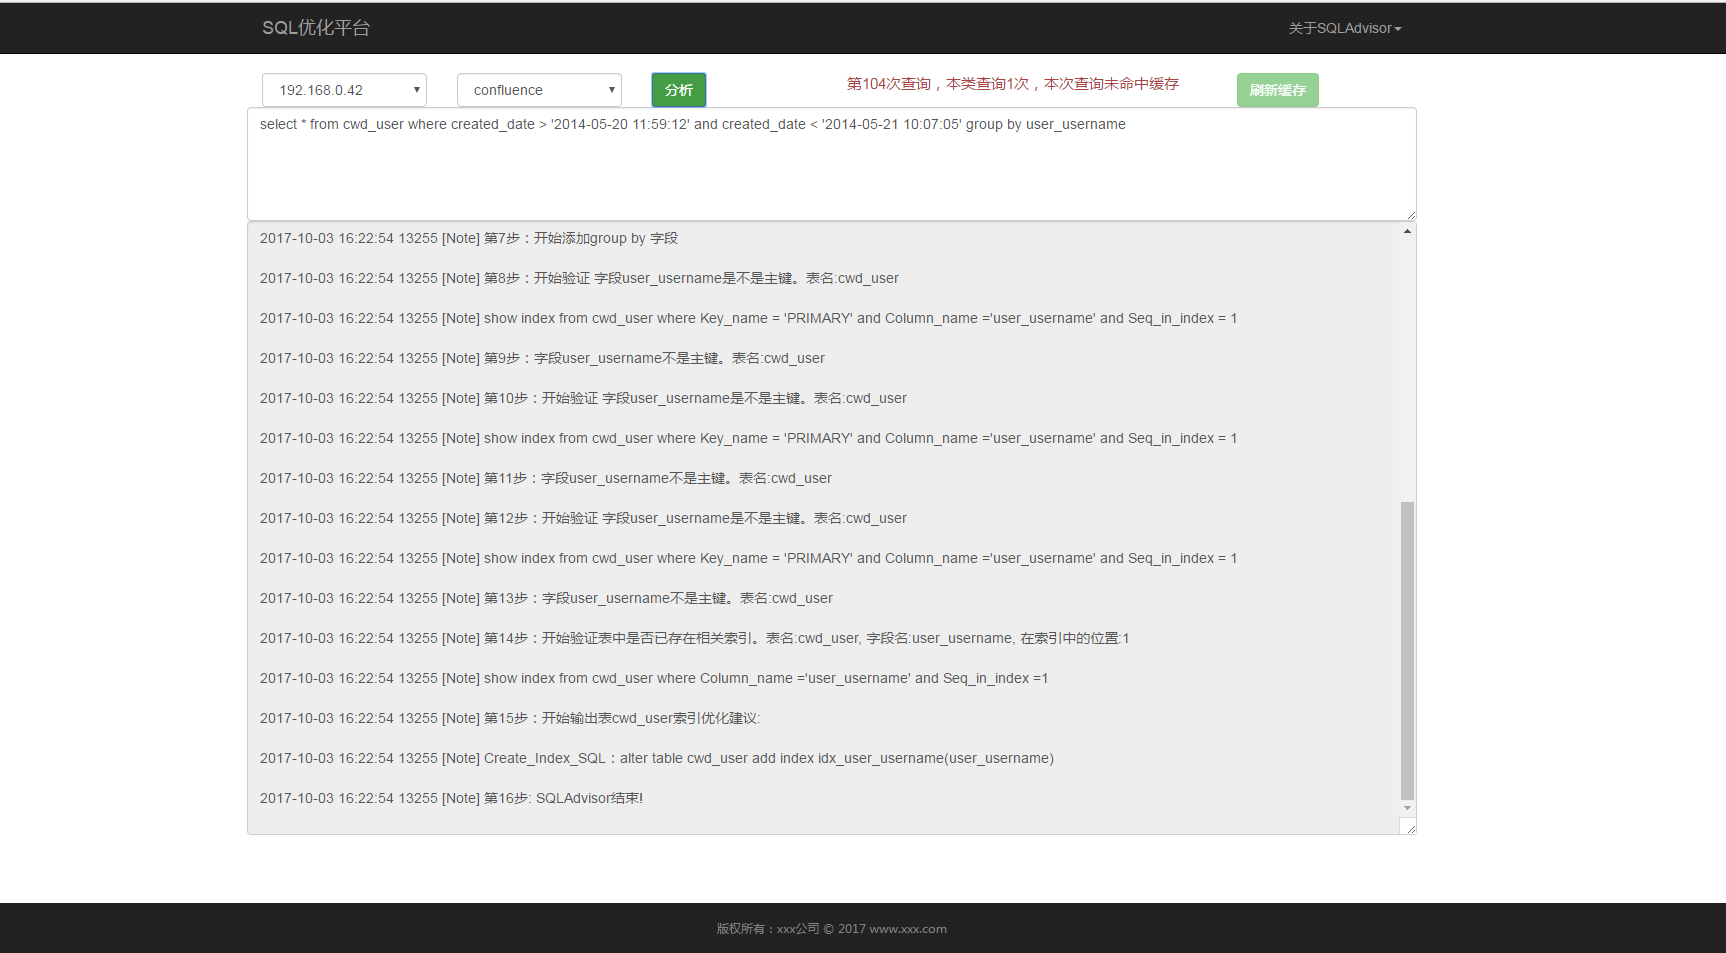 SQL优化平台 关于SQLAdvisor
192.168.0.42 confluence 分析 第104次查询，本类查询1次，本次查询未命中缓存 刷新缓存
select * from cwd_user where created_date > '2014-05-20 11:59:12' and created_date < '2014-05-21 10:07:05' group by user_username
2017-10-03 16:22:54 13255 [Note] 第7步：开始添加group by 字段
2017-10-03 16:22:54 13255 [Note] 第8步：开始验证 字段user_username是不是主键。表名:cwd_user
2017-10-03 16:22:54 13255 [Note] show index from cwd_user where Key_name = 'PRIMARY' and Column_name ='user_username' and Seq_in_index = 1
2017-10-03 16:22:54 13255 [Note] 第9步：字段user_username不是主键。表名:cwd_user
2017-10-03 16:22:54 13255 [Note] 第10步：开始验证 字段user_username是不是主键。表名:cwd_user
2017-10-03 16:22:54 13255 [Note] show index from cwd_user where Key_name = 'PRIMARY' and Column_name ='user_username' and Seq_in_index = 1
2017-10-03 16:22:54 13255 [Note] 第11步：字段user_username不是主键。表名:cwd_user
2017-10-03 16:22:54 13255 [Note] 第12步：开始验证 字段user_username是不是主键。表名:cwd_user
2017-10-03 16:22:54 13255 [Note] show index from cwd_user where Key_name = 'PRIMARY' and Column_name ='user_username' and Seq_in_index = 1
2017-10-03 16:22:54 13255 [Note] 第13步：字段user_username不是主键。表名:cwd_user
2017-10-03 16:22:54 13255 [Note] 第14步：开始验证表中是否已存在相关索引。表名:cwd_user, 字段名:user_username, 在索引中的位置:1
2017-10-03 16:22:54 13255 [Note] show index from cwd_user where Column_name ='user_username' and Seq_in_index =1
2017-10-03 16:22:54 13255 [Note] 第15步：开始输出表cwd_user索引优化建议:
2017-10-03 16:22:54 13255 [Note] Create_Index_SQL：alter table cwd_user add index idx_user_username(user_username)
2017-10-03 16:22:54 13255 [Note] 第16步: SQLAdvisor结束!
版权所有：xxx公司 © 2017 www.xxx.com